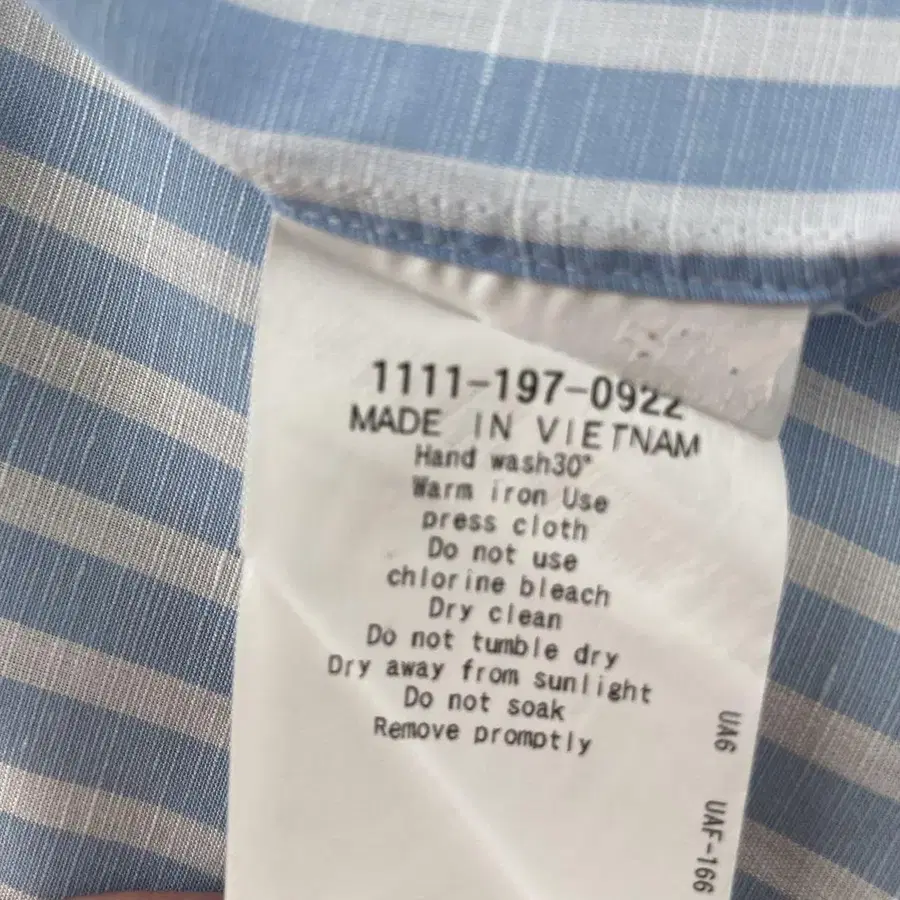 1111-197-0922
MADE IN VIETNAM
Hand wash30°
Warm iron Use
press cloth
Do not use
chlorine bleach
Dry clean
Do not tumble dry
Dry away from sunlight
Do not soak
Remove promptly
UA6
UAF-166